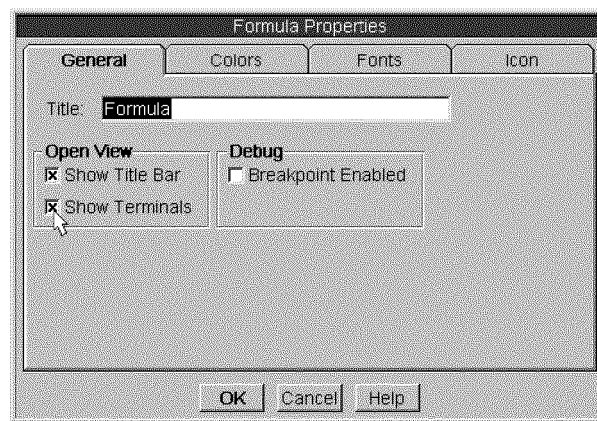 Formula Properties
General Colors Fonts Icon
Title: Formula
Open View Debug
Show Title Bar Breakpoint Enabled
Show Terminals
OK Cancel Help